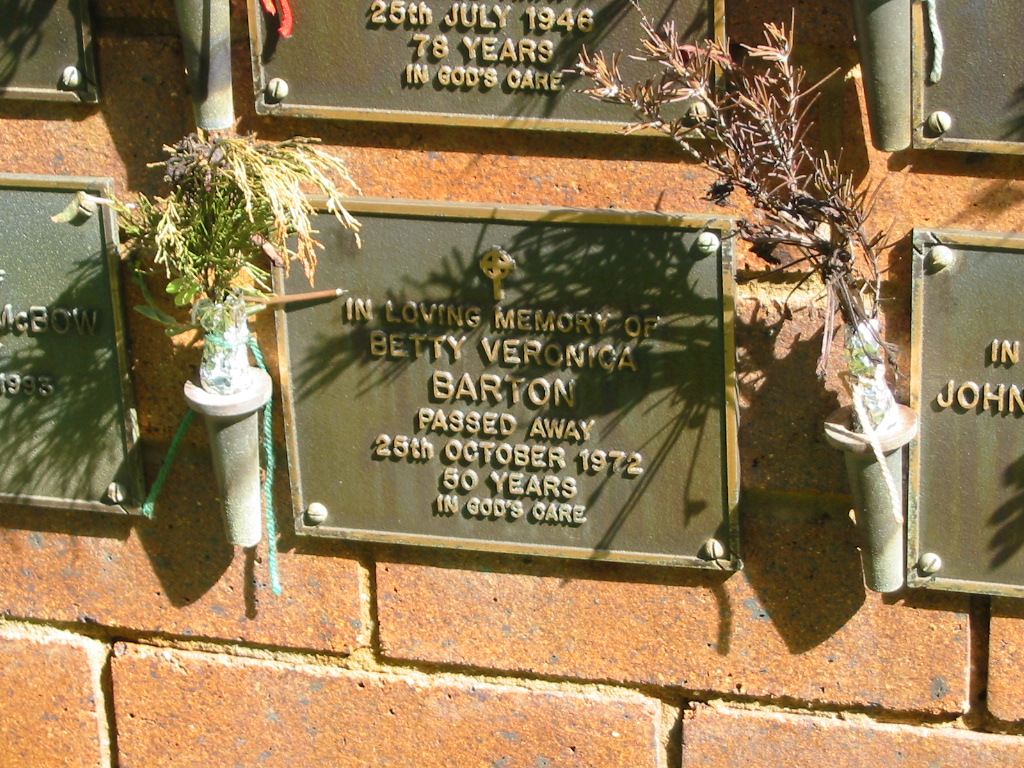 25th JULY 1946
78 YEARS
IN GOD'S CARE
McBOW
1993
IN LOVING MEMORY OF
BETTY VERONICA
BARTON
PASSED AWAY
25th OCTOBER 1972
50 YEARS
IN GOD'S CARE
IN
JOHN